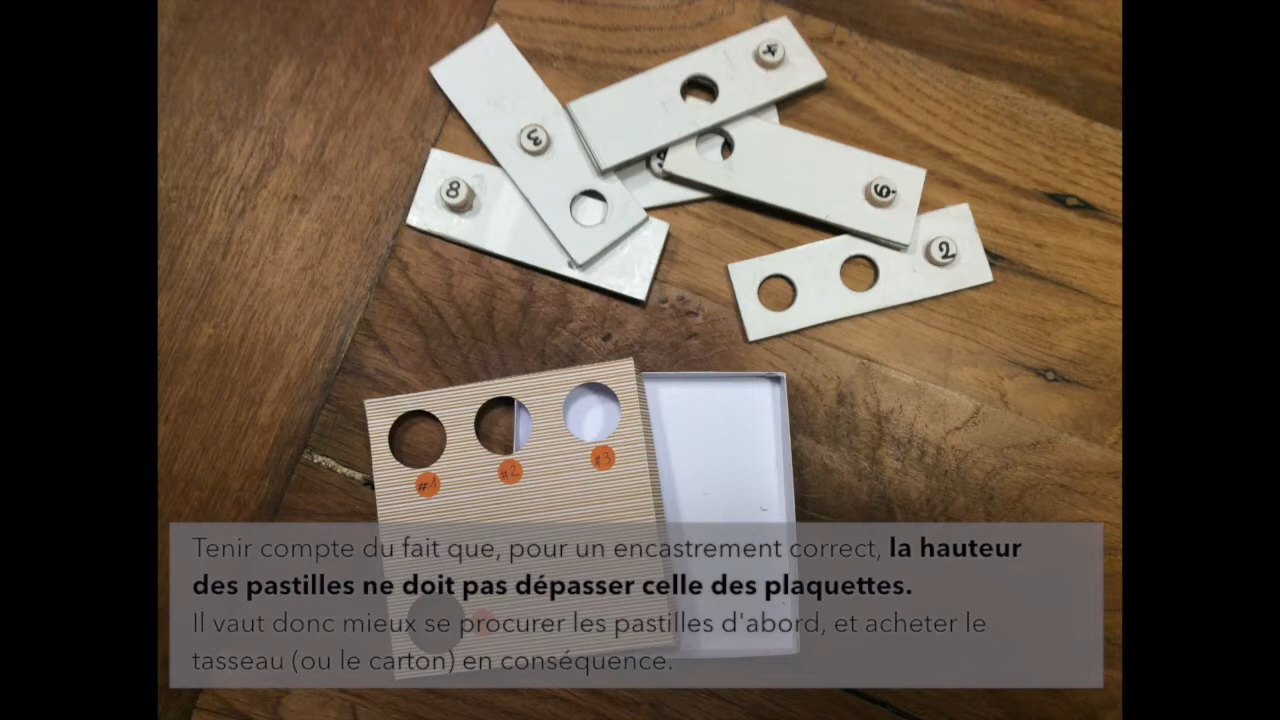 4
3
8
6
2
#1
#2
#3
Tenir compte du fait que, pour un encastrement correct, la hauteur
des pastilles ne doit pas dépasser celle des plaquettes.
Il vaut donc mieux se procurer les pastilles d'abord, et acheter le
tasseau (ou le carton) en conséquence.